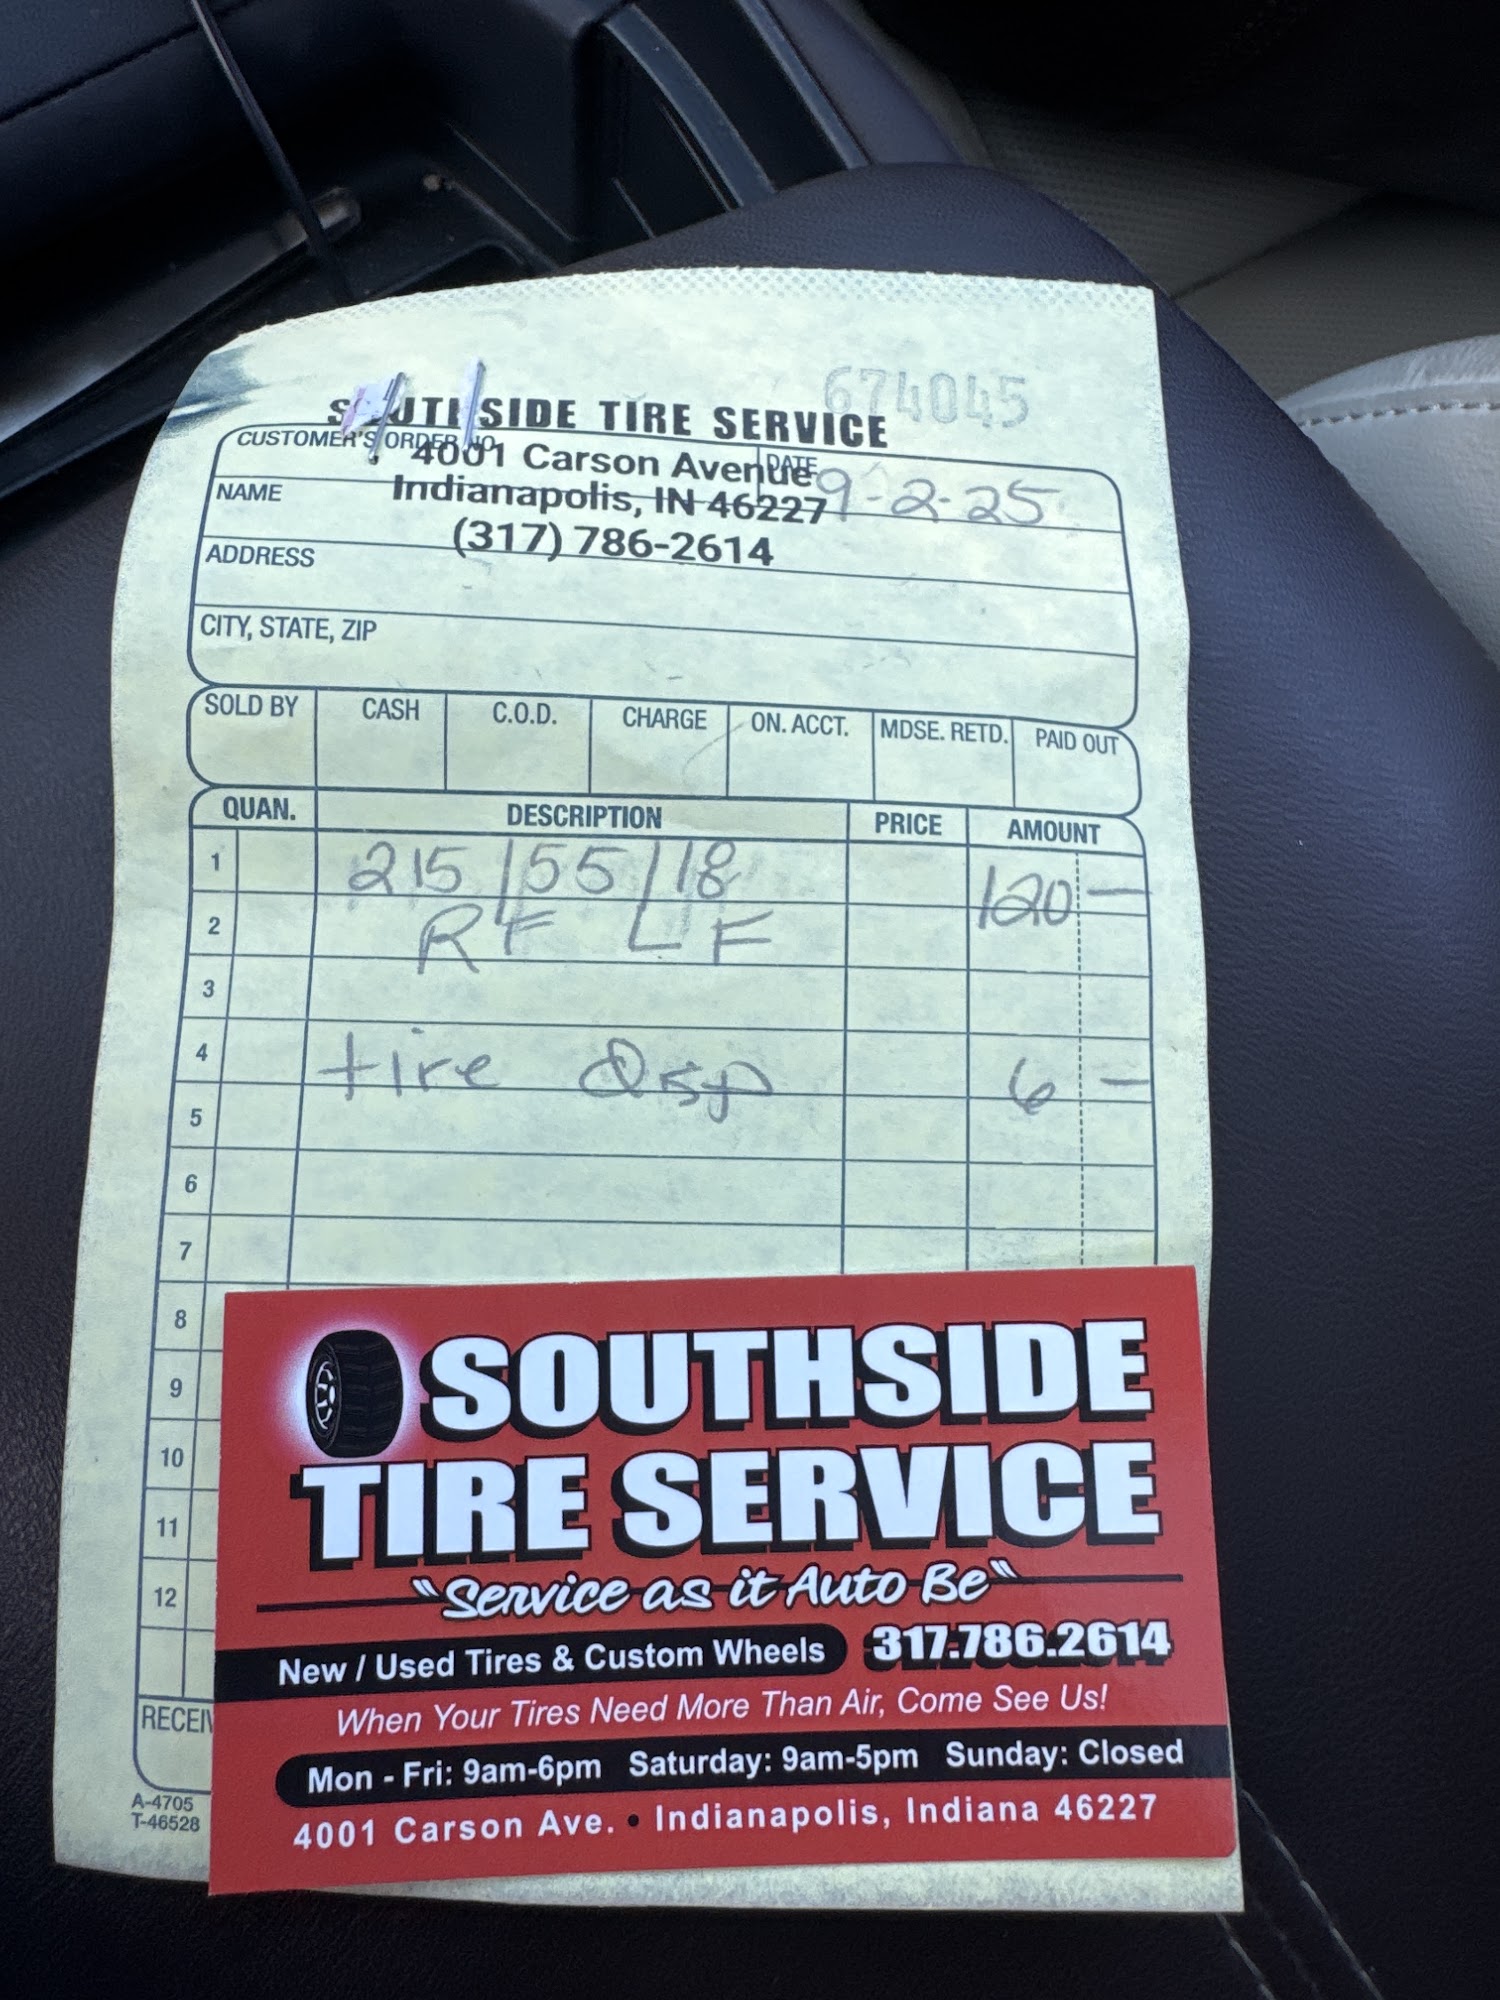 674045
SOUTHSIDE TIRE SERVICE
CUSTOMER'S ORDER NO.
4001 Carson Avenue
DATE 9-2-25
NAME
Indianapolis, IN 46227
(317) 786-2614
ADDRESS
CITY, STATE, ZIP
SOLD BY CASH C.O.D. CHARGE ON. ACCT. MDSE. RETD. PAID OUT
QUAN. DESCRIPTION PRICE AMOUNT
1 215/55/18 120 —
2 RF LF
3
4 tire Disp 6 —
5
6
7
8
9
10
11
12
RECEIV
A-4705
T-46528
SOUTHSIDE
TIRE SERVICE
"Service as it Auto Be"
New / Used Tires & Custom Wheels 317.786.2614
When Your Tires Need More Than Air, Come See Us!
Mon - Fri: 9am-6pm Saturday: 9am-5pm Sunday: Closed
4001 Carson Ave. • Indianapolis, Indiana 46227